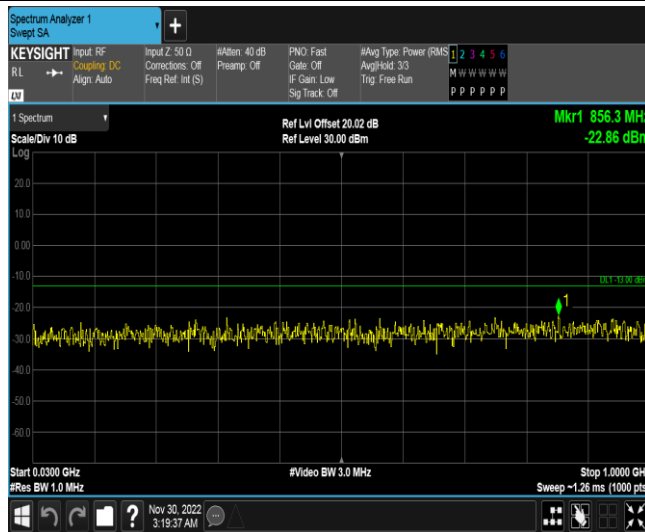 Spectrum Analyzer 1
Swept SA
KEYSIGHT
RL
LXI
Input: RF
Coupling: DC
Align: Auto
Input Z: 50 Ω
Corrections: Off
Freq Ref: Int (S)
#Atten: 40 dB
Preamp: Off
PNO: Fast
Gate: Off
IF Gain: Low
Sig Track: Off
#Avg Type: Power (RMS
Avg|Hold: 3/3
Trig: Free Run
1 2 3 4 5 6
M W W W W W
P P P P P P
1 Spectrum
Scale/Div 10 dB
Ref Lvl Offset 20.02 dB
Ref Level 30.00 dBm
Mkr1 856.3 MHz
-22.86 dBm
Log
20.0
10.0
0.00
-10.0
DL1 -13.00 dBm
1
-20.0
-30.0
-40.0
-50.0
-60.0
Start 0.0300 GHz
#Res BW 1.0 MHz
#Video BW 3.0 MHz
Stop 1.0000 GH
Sweep ~1.26 ms (1000 pts
?
Nov 30, 2022
3:19:37 AM